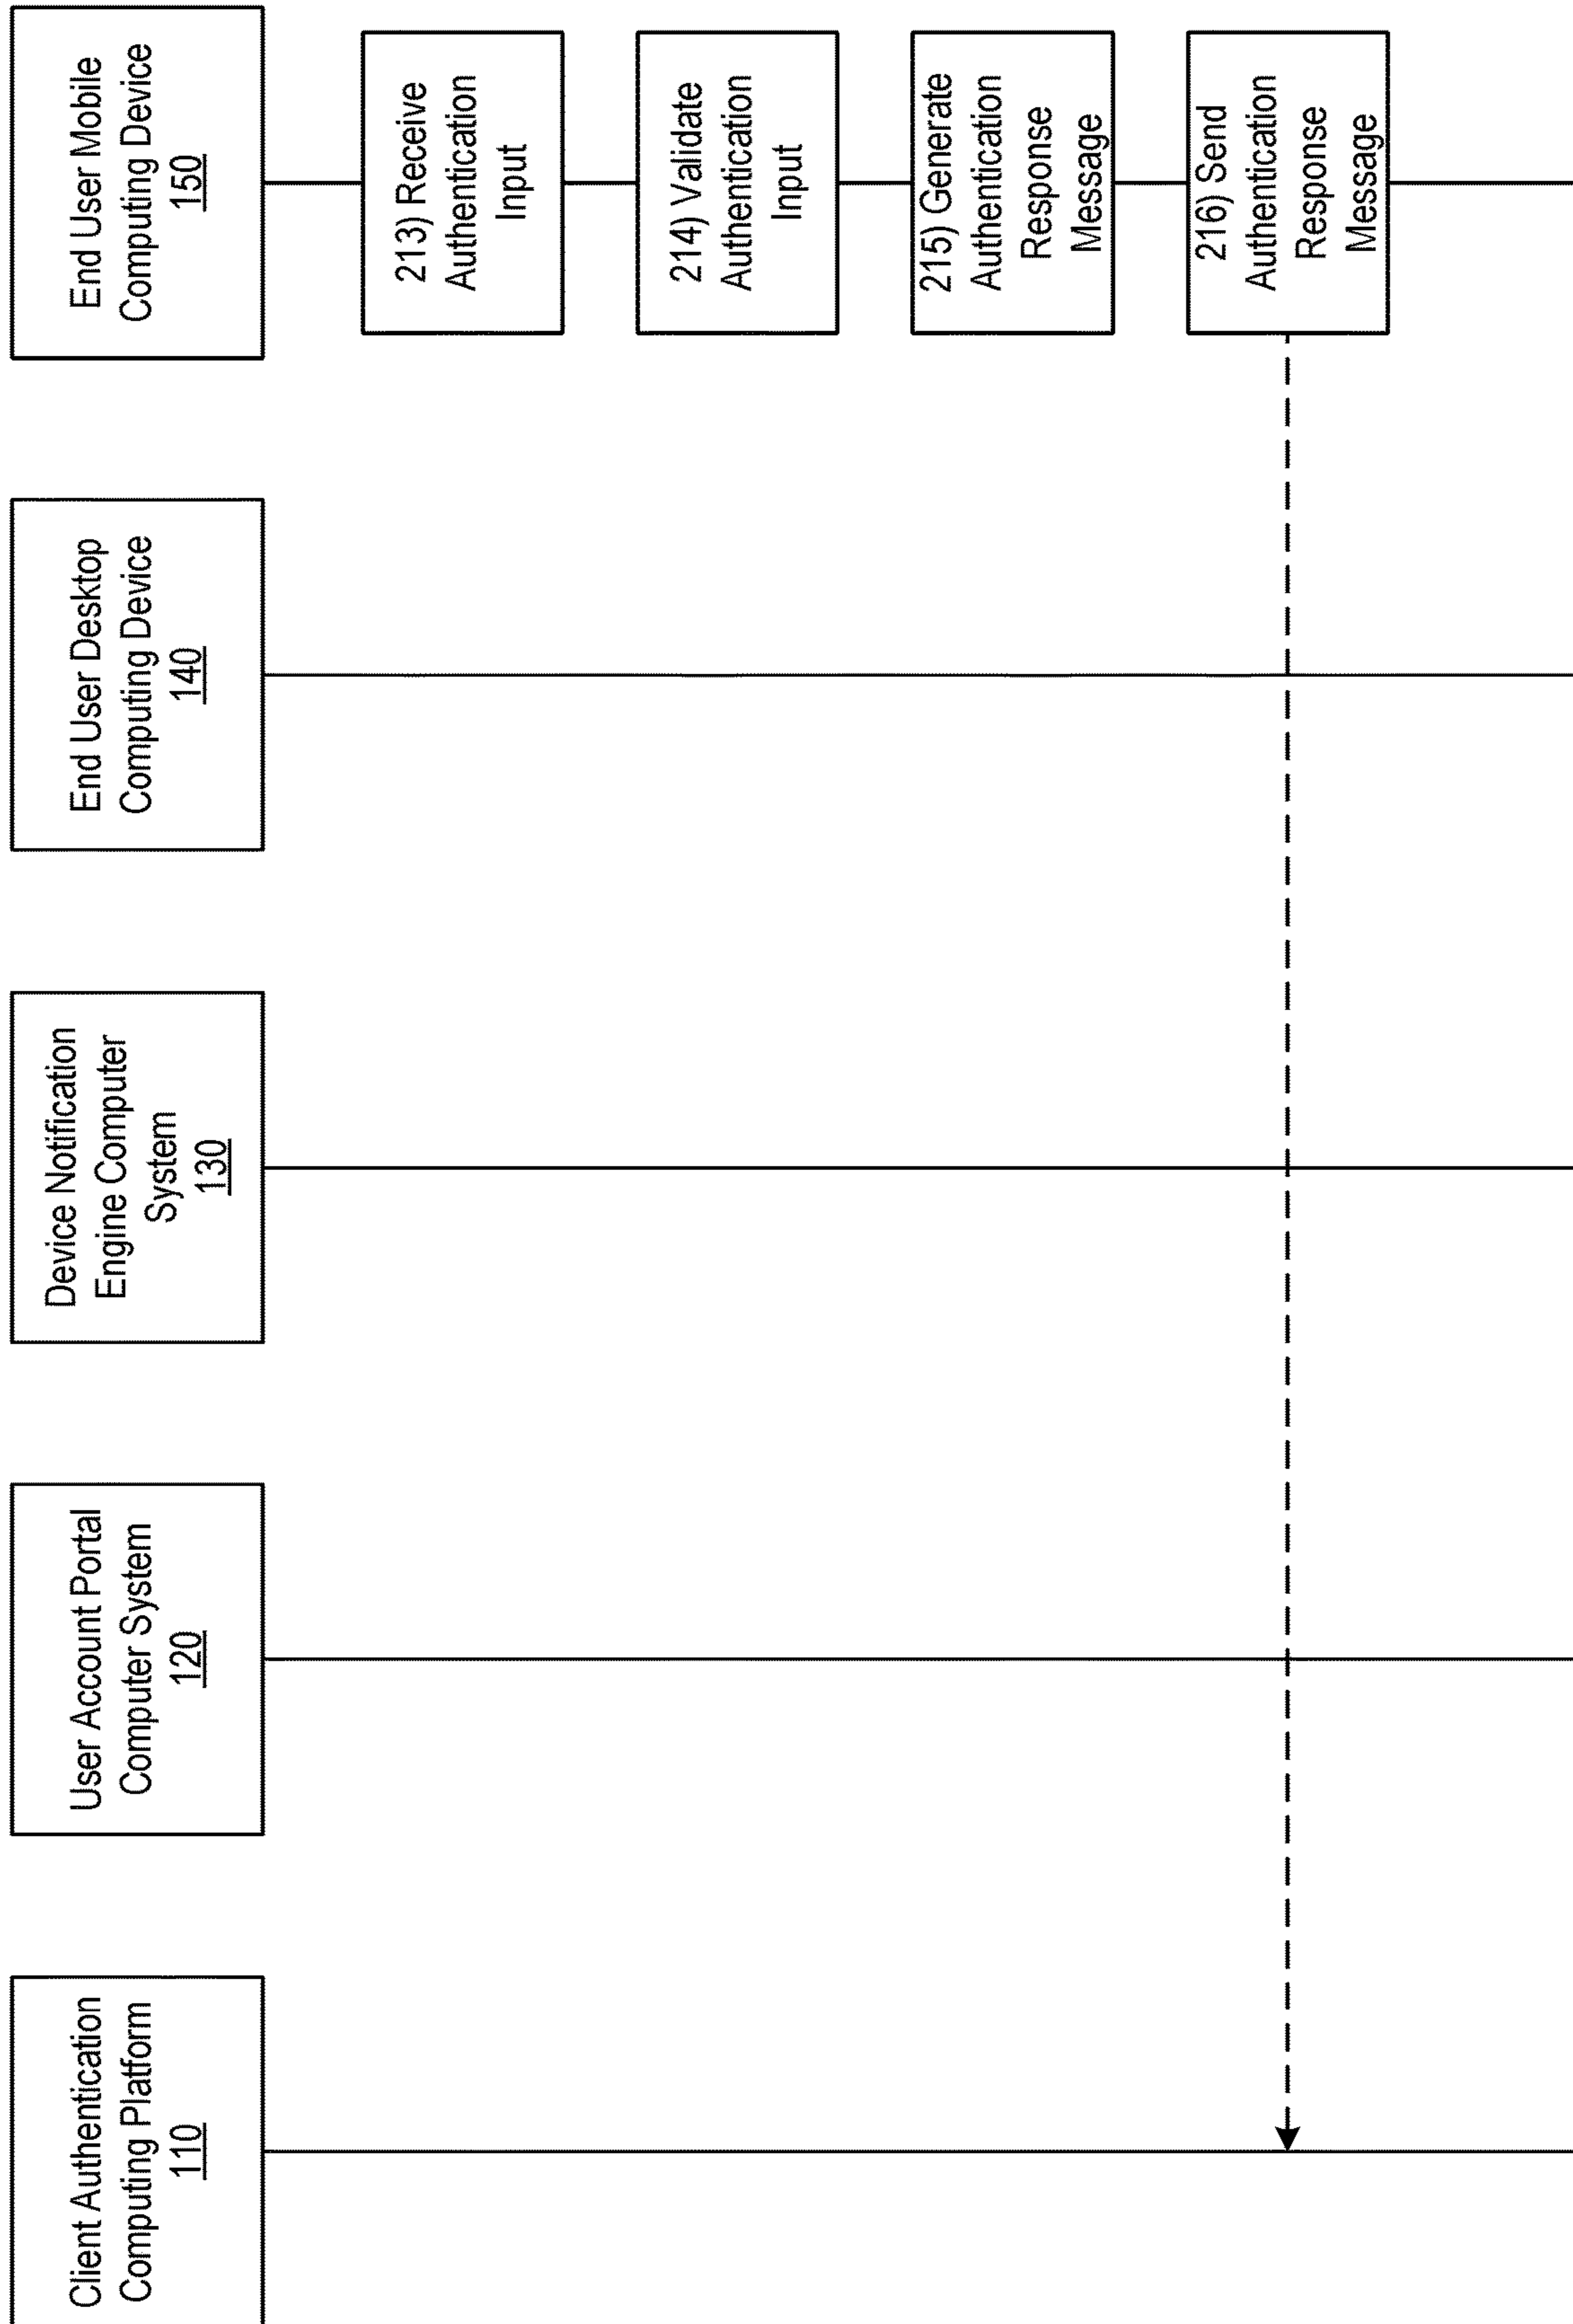 Client Authentication
Computing Platform
110
User Account Portal
Computer System
120
Device Notification
Engine Computer
System
130
End User Desktop
Computing Device
140
End User Mobile
Computing Device
150
213) Receive
Authentication
Input
214) Validate
Authentication
Input
215) Generate
Authentication
Response
Message
216) Send
Authentication
Response
Message